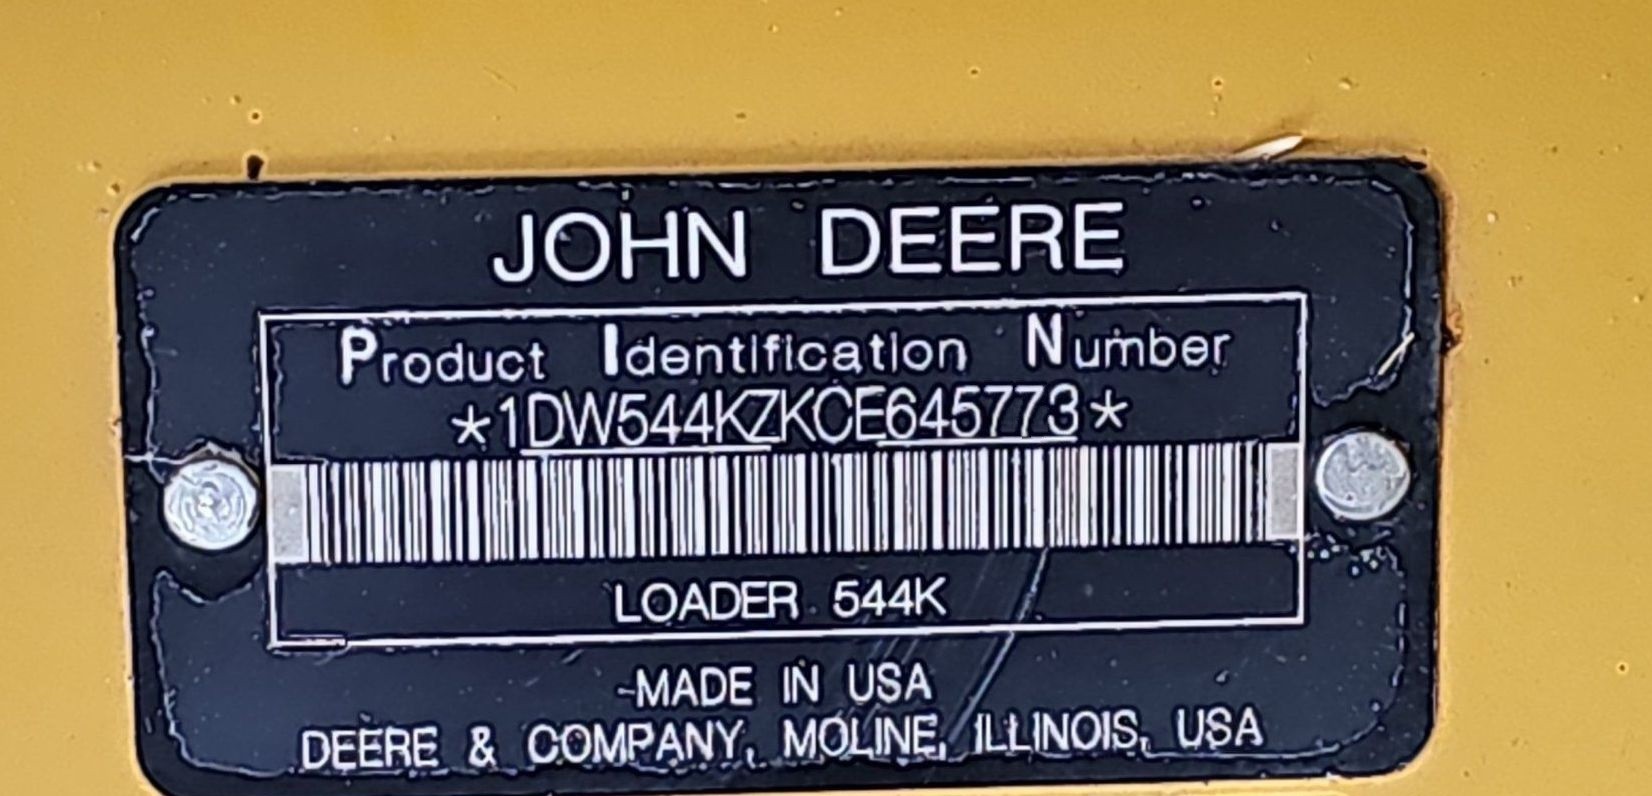 JOHN DEERE
Product Identification Number
*1DW544KZKCE645773*
LOADER 544K
MADE IN USA
DEERE & COMPANY, MOLINE, ILLINOIS, USA